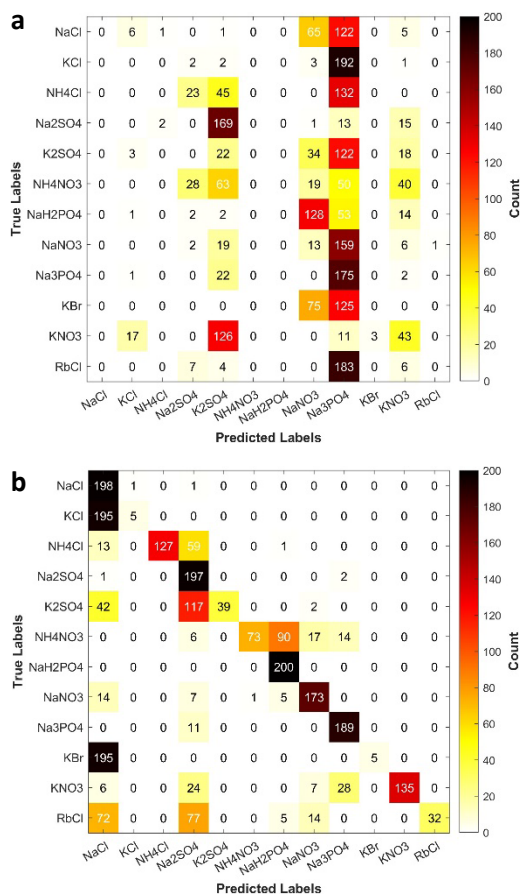 a
True Labels
NaCl 0 6 1 0 1 0 0 65 122 0 5 0
KCl 0 0 0 2 2 0 0 3 192 0 1 0
NH4Cl 0 0 0 23 45 0 0 0 132 0 0 0
Na2SO4 0 0 2 0 169 0 0 1 13 0 15 0
K2SO4 0 3 0 0 22 0 0 34 122 0 18 0
NH4NO3 0 0 0 28 63 0 0 19 50 0 40 0
NaH2PO4 0 1 0 2 2 0 0 128 53 0 14 0
NaNO3 0 0 0 2 19 0 0 13 159 0 6 1
Na3PO4 0 1 0 0 22 0 0 0 175 0 2 0
KBr 0 0 0 0 0 0 0 75 125 0 0 0
KNO3 0 17 0 0 126 0 0 0 11 3 43 0
RbCl 0 0 0 7 4 0 0 0 183 0 6 0
NaCl KCl NH4Cl Na2SO4 K2SO4 NH4NO3 NaH2PO4 NaNO3 Na3PO4 KBr KNO3 RbCl
Predicted Labels
200
180
160
140
120
100
80
60
40
20
0
Count
b
True Labels
NaCl 198 1 0 1 0 0 0 0 0 0 0 0
KCl 195 5 0 0 0 0 0 0 0 0 0 0
NH4Cl 13 0 127 59 0 0 1 0 0 0 0 0
Na2SO4 1 0 0 197 0 0 0 0 2 0 0 0
K2SO4 42 0 0 117 39 0 0 2 0 0 0 0
NH4NO3 0 0 0 6 0 73 90 17 14 0 0 0
NaH2PO4 0 0 0 0 0 0 200 0 0 0 0 0
NaNO3 14 0 0 7 0 1 5 173 0 0 0 0
Na3PO4 0 0 0 11 0 0 0 0 189 0 0 0
KBr 195 0 0 0 0 0 0 0 0 5 0 0
KNO3 6 0 0 24 0 0 0 7 28 0 135 0
RbCl 72 0 0 77 0 0 5 14 0 0 0 32
NaCl KCl NH4Cl Na2SO4 K2SO4 NH4NO3 NaH2PO4 NaNO3 Na3PO4 KBr KNO3 RbCl
Predicted Labels
200
180
160
140
120
100
80
60
40
20
0
Count